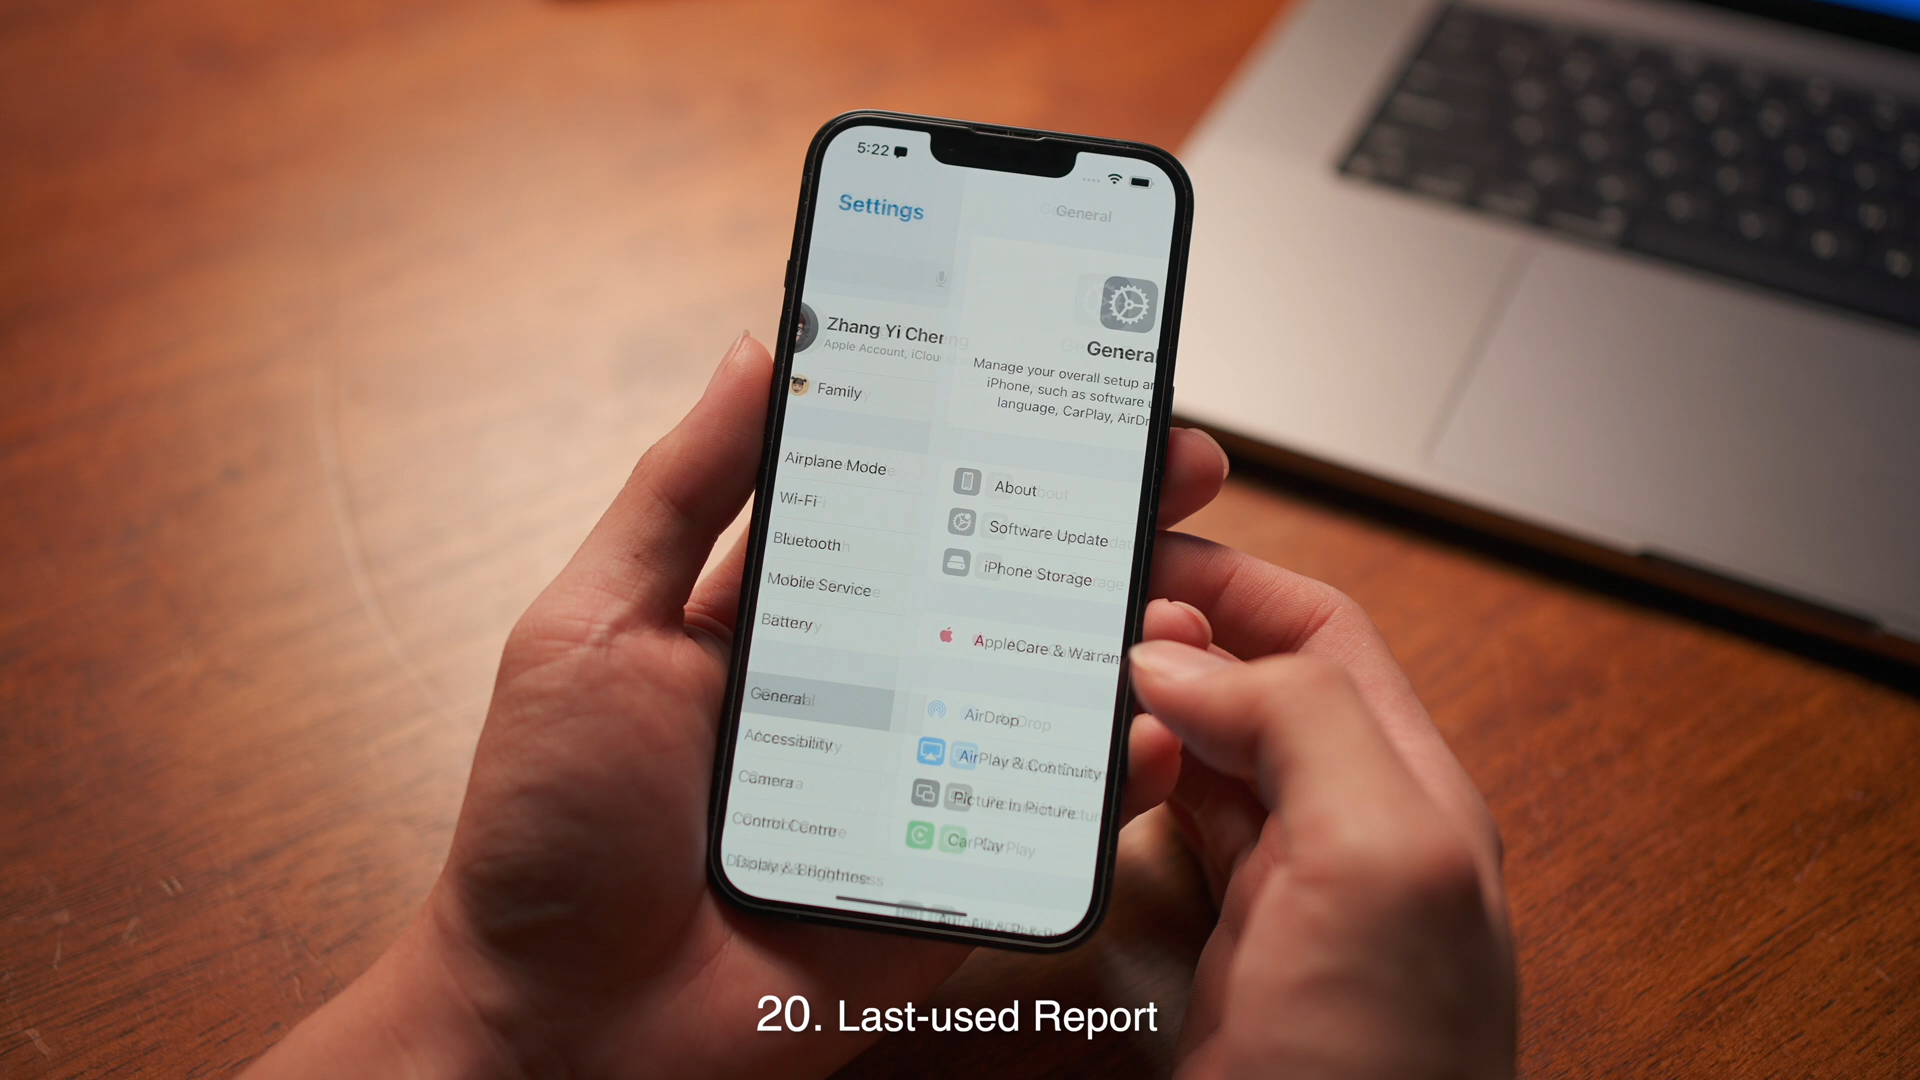 5:22
Settings
General
Zhang Yi Cheng
Apple Account, iClou
Family
Airplane Mode
Wi-Fi
Bluetooth
Mobile Service
Battery
General
Accessibility
Camera
Control Centre
Display & Brightness
General
Manage your overall setup an
iPhone, such as software u
language, CarPlay, AirDr
About
Software Update
iPhone Storage
AppleCare & Warran
AirDrop
AirPlay & Continuity
Picture in Picture
CarPlay
20. Last-used Report